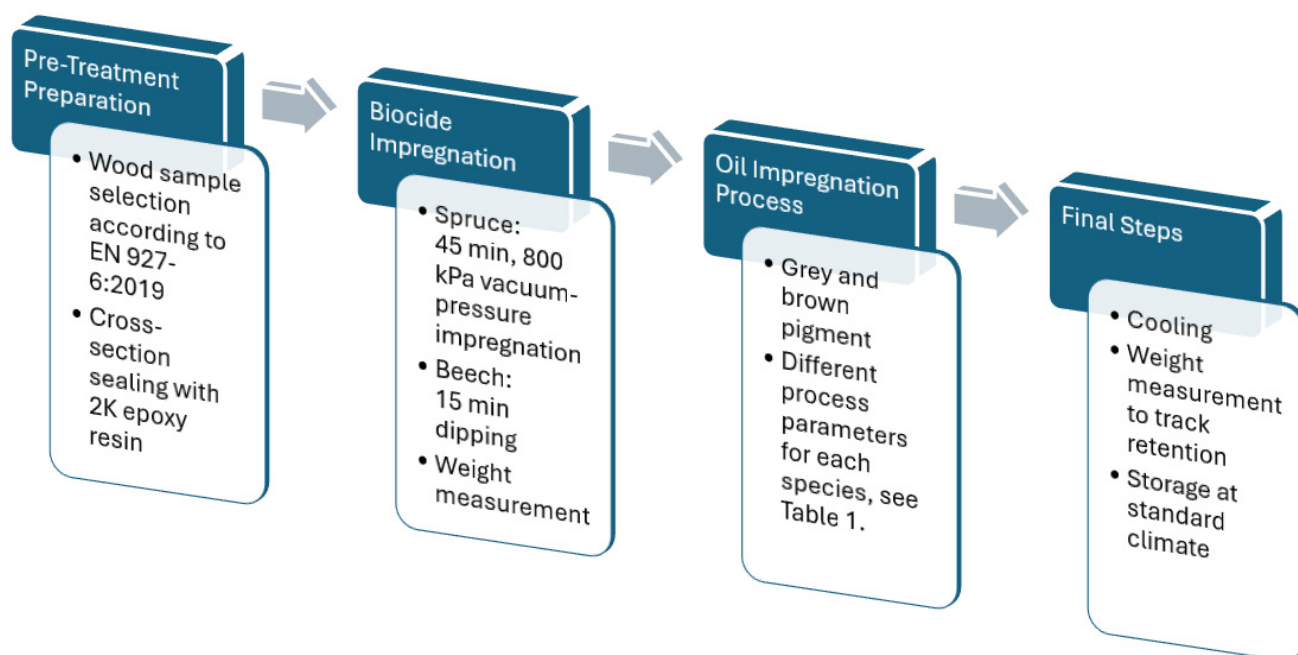 Pre-Treatment
Preparation
• Wood sample
selection
according to
EN 927-
6:2019
• Cross-
section
sealing with
2K epoxy
resin
Biocide
Impregnation
• Spruce:
45 min, 800
kPa vacuum-
pressure
impregnation
• Beech:
15 min
dipping
• Weight
measurement
Oil Impregnation
Process
• Grey and
brown
pigment
• Different
process
parameters
for each
species, see
Table 1.
Final Steps
• Cooling
• Weight
measurement
to track
retention
• Storage at
standard
climate